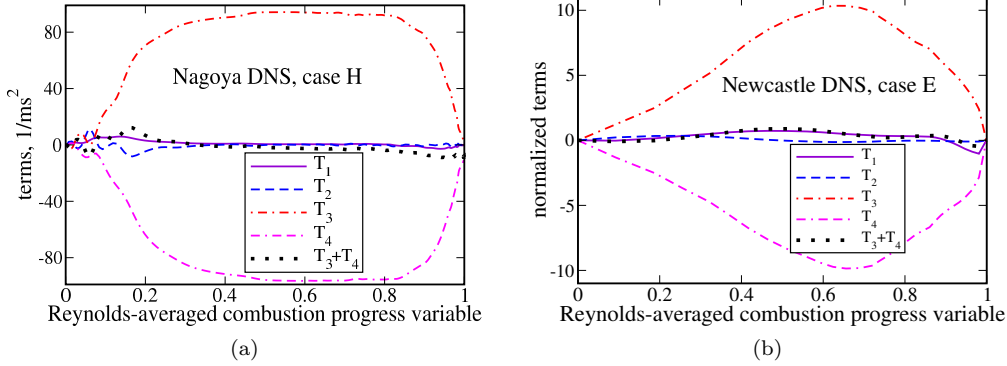 terms, 1/ms²
80
40
0
-40
-80
Nagoya DNS, case H
T₁
T₂
T₃
T₄
T₃+T₄
0 0.2 0.4 0.6 0.8 1
Reynolds-averaged combustion progress variable
(a)
normalized terms
10
5
0
-5
-10
Newcastle DNS, case E
T₁
T₂
T₃
T₄
T₃+T₄
0 0.2 0.4 0.6 0.8 1
Reynolds-averaged combustion progress variable
(b)